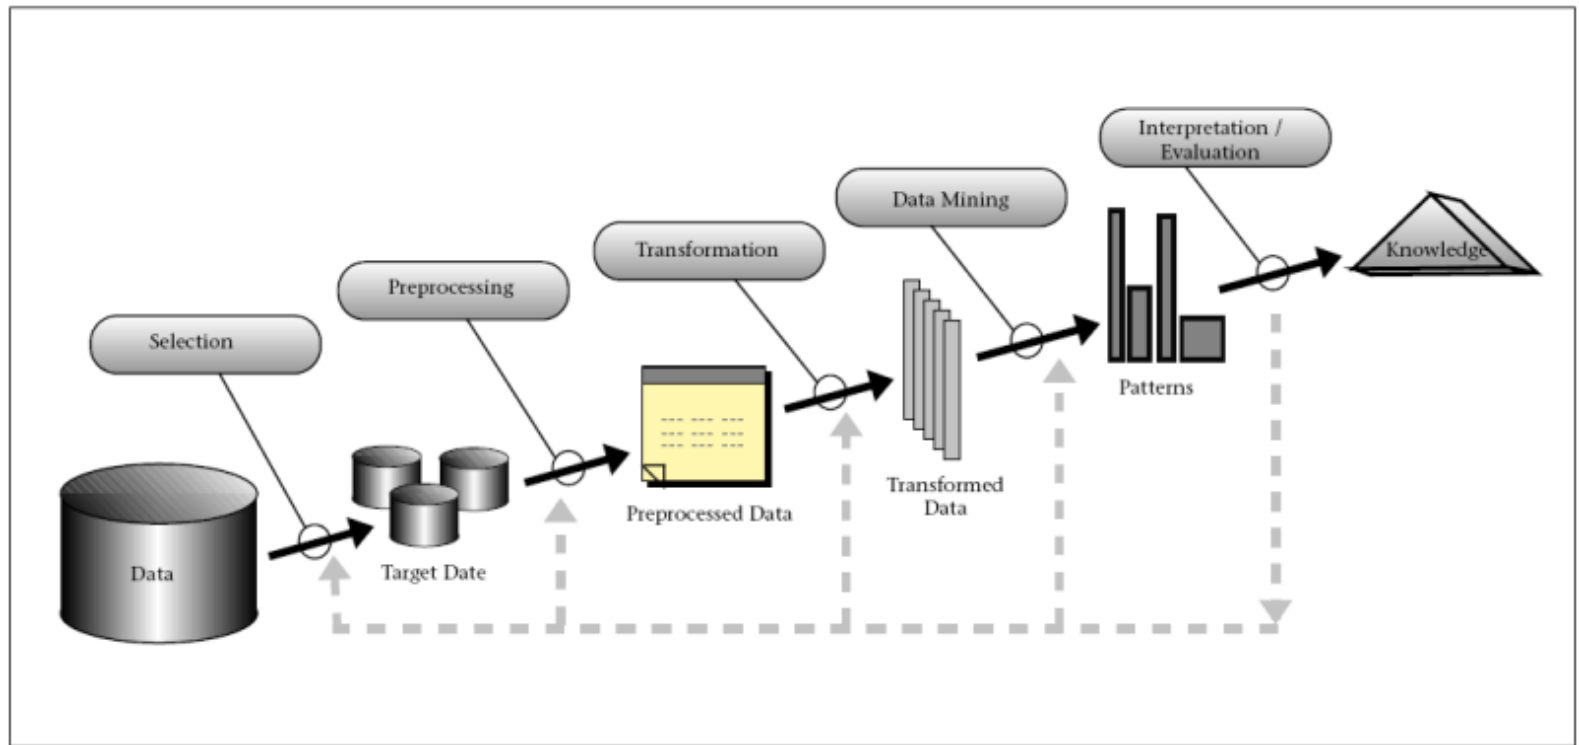 Interpretation /
Evaluation
Data Mining
Transformation
Preprocessing
Selection
Knowledge
Patterns
Transformed
Data
Preprocessed Data
Target Date
Data